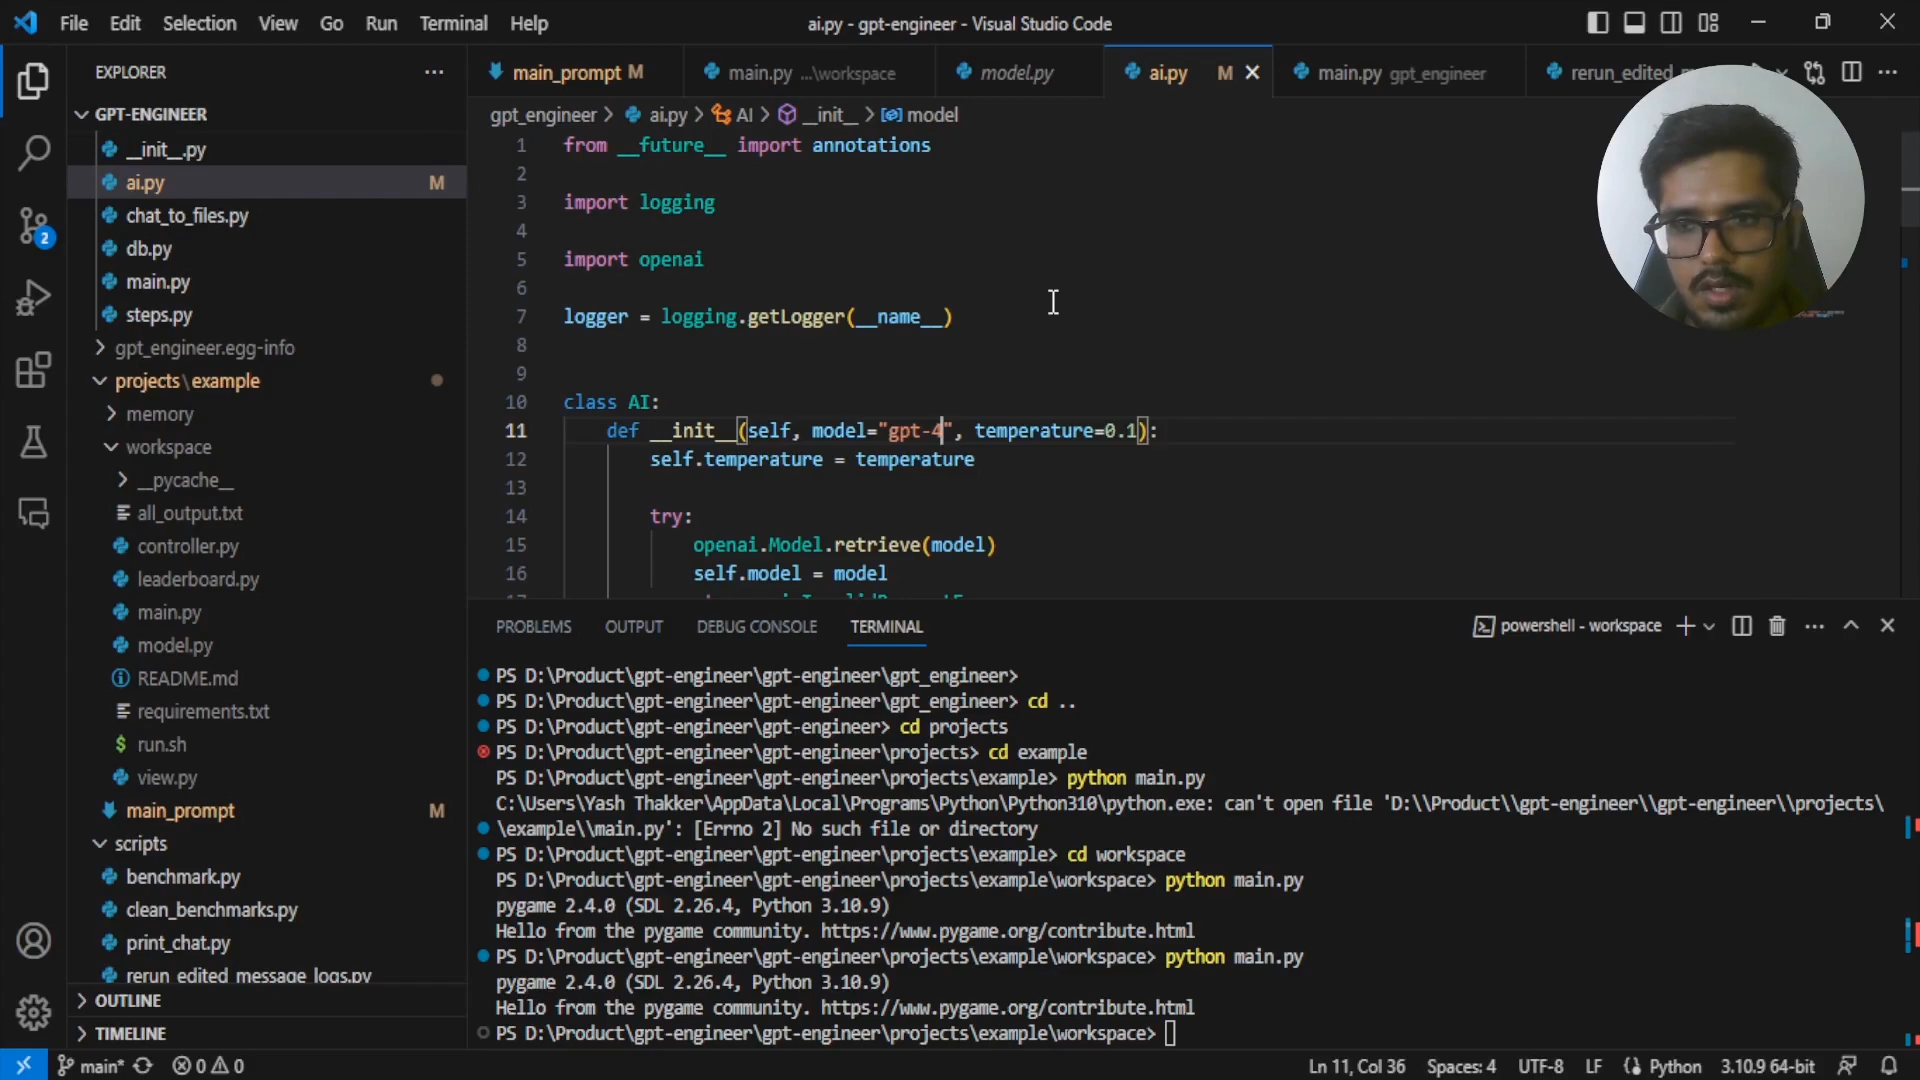 File Edit Selection View Go Run Terminal Help
ai.py - gpt-engineer - Visual Studio Code
EXPLORER
GPT-ENGINEER
__init__.py
ai.py M
chat_to_files.py
db.py
main.py
steps.py
gpt_engineer.egg-info
projects\example
memory
workspace
__pycache__
all_output.txt
controller.py
leaderboard.py
main.py
model.py
README.md
requirements.txt
run.sh
view.py
main_prompt M
scripts
benchmark.py
clean_benchmarks.py
print_chat.py
rerun_edited_message_logs.py
OUTLINE
TIMELINE
2
main_prompt M
main.py ...\workspace
model.py
ai.py M
main.py gpt_engineer
gpt_engineer > ai.py > AI > __init__ > model
1 from __future__ import annotations
2
3 import logging
4
5 import openai
6
7 logger = logging.getLogger(__name__)
8
9
10 class AI:
11 def __init__(self, model="gpt-4", temperature=0.1):
12 self.temperature = temperature
13
14 try:
15 openai.Model.retrieve(model)
16 self.model = model
PROBLEMS OUTPUT DEBUG CONSOLE TERMINAL
powershell - workspace
PS D:\Product\gpt-engineer\gpt-engineer\gpt_engineer>
PS D:\Product\gpt-engineer\gpt-engineer\gpt_engineer> cd ..
PS D:\Product\gpt-engineer\gpt-engineer> cd projects
PS D:\Product\gpt-engineer\gpt-engineer\projects> cd example
PS D:\Product\gpt-engineer\gpt-engineer\projects\example> python main.py
C:\Users\Yash Thakker\AppData\Local\Programs\Python\Python310\python.exe: can't open file 'D:\\Product\\gpt-engineer\\gpt-engineer\\projects\
\example\\main.py': [Errno 2] No such file or directory
PS D:\Product\gpt-engineer\gpt-engineer\projects\example> cd workspace
PS D:\Product\gpt-engineer\gpt-engineer\projects\example\workspace> python main.py
pygame 2.4.0 (SDL 2.26.4, Python 3.10.9)
Hello from the pygame community. https://www.pygame.org/contribute.html
PS D:\Product\gpt-engineer\gpt-engineer\projects\example\workspace> python main.py
pygame 2.4.0 (SDL 2.26.4, Python 3.10.9)
Hello from the pygame community. https://www.pygame.org/contribute.html
PS D:\Product\gpt-engineer\gpt-engineer\projects\example\workspace>
main* 0 0
Ln 11, Col 36 Spaces: 4 UTF-8 LF Python 3.10.9 64-bit